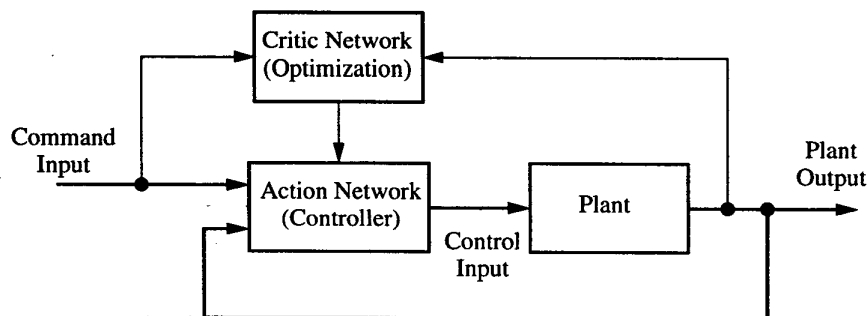 Critic Network
(Optimization)
Command
Input
Action Network
(Controller)
Control
Input
Plant
Plant
Output